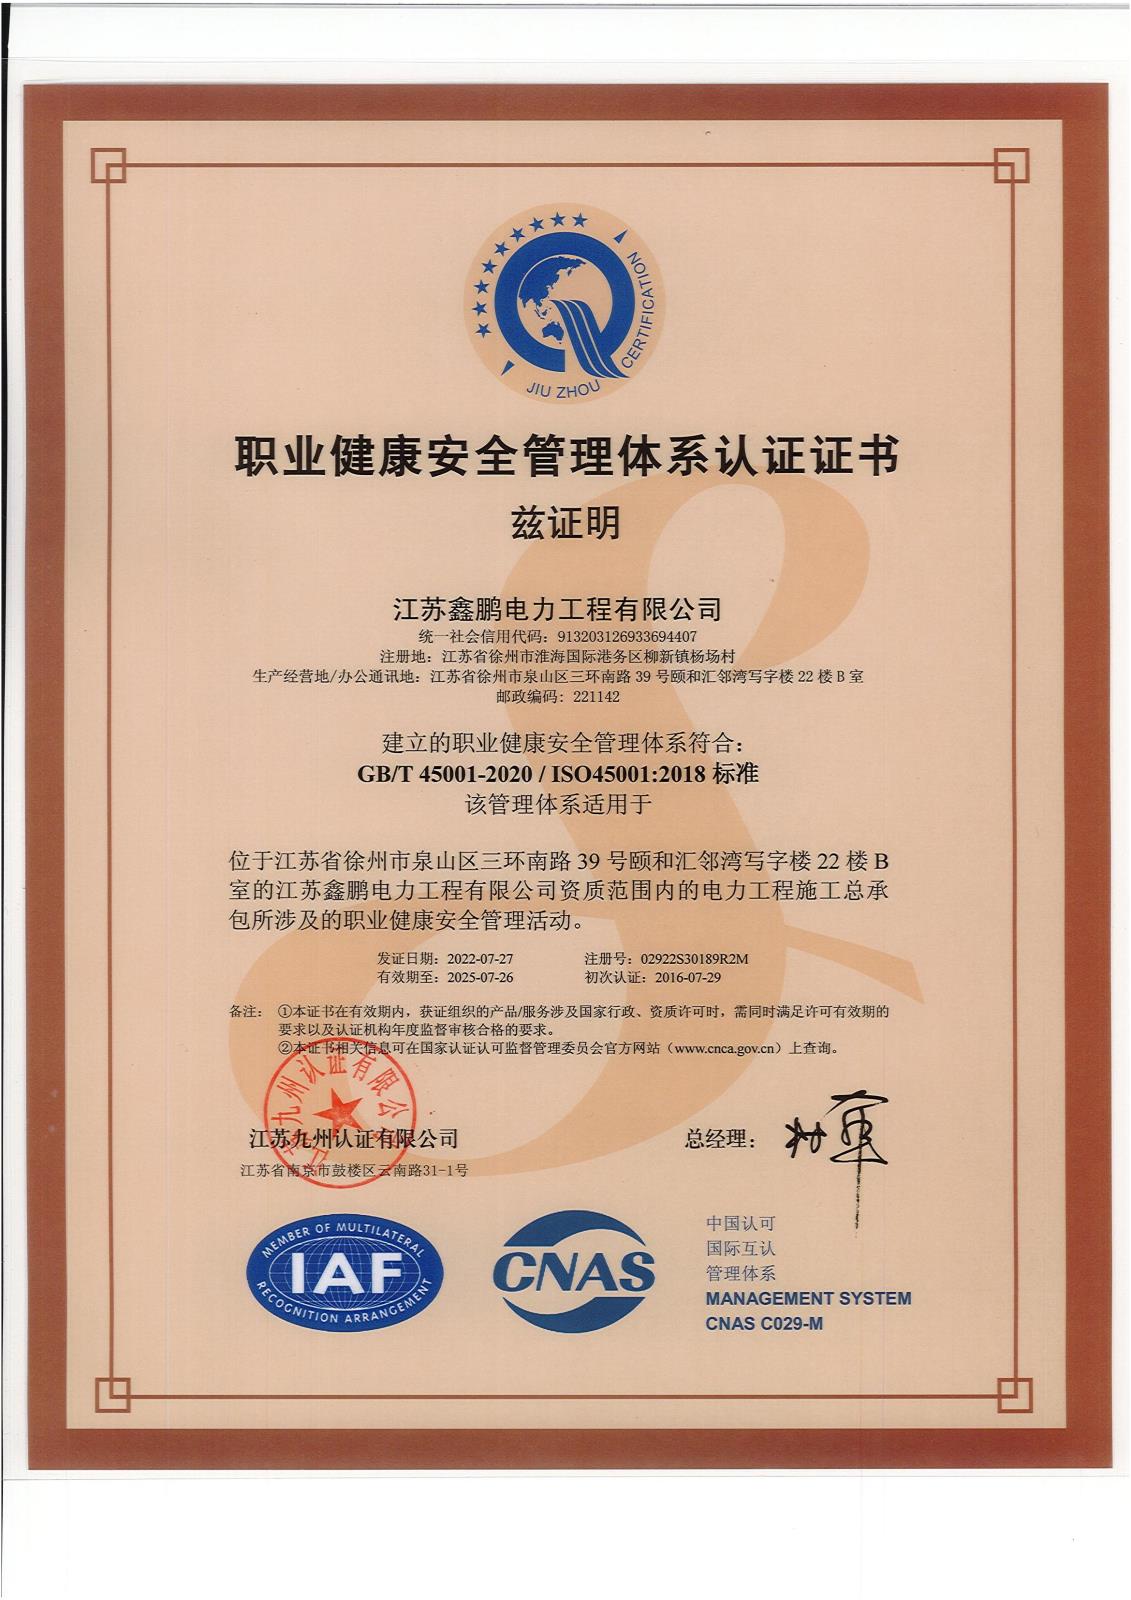 JIU ZHOU CERTIFICATION
职业健康安全管理体系认证证书
兹证明
江苏鑫鹏电力工程有限公司
统一社会信用代码：913203126933694407
注册地：江苏省徐州市淮海国际港务区柳新镇杨场村
生产经营地/办公通讯地：江苏省徐州市泉山区三环南路 39 号颐和汇邻湾写字楼 22 楼 B 室
邮政编码：221142
建立的职业健康安全管理体系符合：
GB/T 45001-2020 / ISO45001:2018 标准
该管理体系适用于
位于江苏省徐州市泉山区三环南路 39 号颐和汇邻湾写字楼 22 楼 B
室的江苏鑫鹏电力工程有限公司资质范围内的电力工程施工总承
包所涉及的职业健康安全管理活动。
发证日期：2022-07-27 注册号：02922S30189R2M
有效期至：2025-07-26 初次认证：2016-07-29
备注： ①本证书在有效期内，获证组织的产品/服务涉及国家行政、资质许可时，需同时满足许可有效期的
要求以及认证机构年度监督审核合格的要求。
②本证书相关信息可在国家认证认可监督管理委员会官方网站（www.cnca.gov.cn）上查询。
江苏九州认证有限公司
江苏九州认证有限公司 总经理：
江苏省南京市鼓楼区云南路31-1号
MEMBER OF MULTILATERAL
IAF
RECOGNITION ARRANGEMENT
CNAS
中国认可
国际互认
管理体系
MANAGEMENT SYSTEM
CNAS C029-M